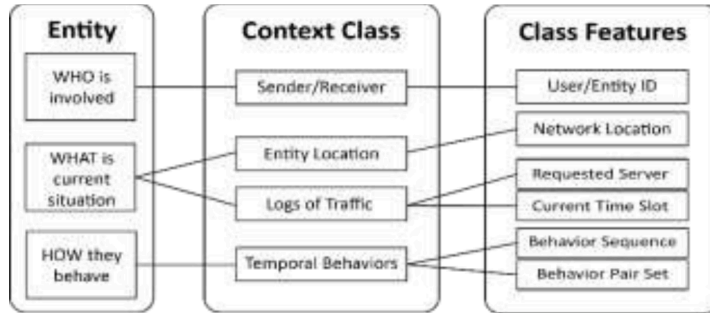 Entity
WHO is
involved
WHAT is
current
situation
HOW they
behave
Context Class
Sender/Receiver
Entity Location
Logs of Traffic
Temporal Behaviors
Class Features
User/Entity ID
Network Location
Requested Server
Current Time Slot
Behavior Sequence
Behavior Pair Set